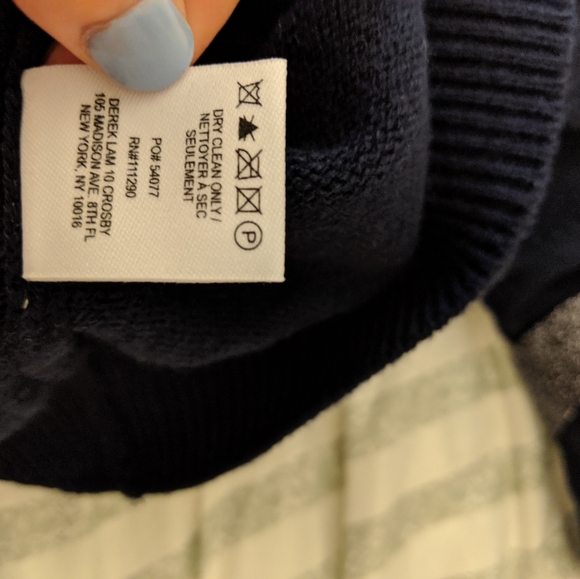 P
DRY CLEAN ONLY /
NETTOYER À SEC
SEULEMENT
PO# 54077
RN#111290
DEREK LAM 10 CROSBY
105 MADISON AVE, 8TH FL
NEW YORK, NY 10016